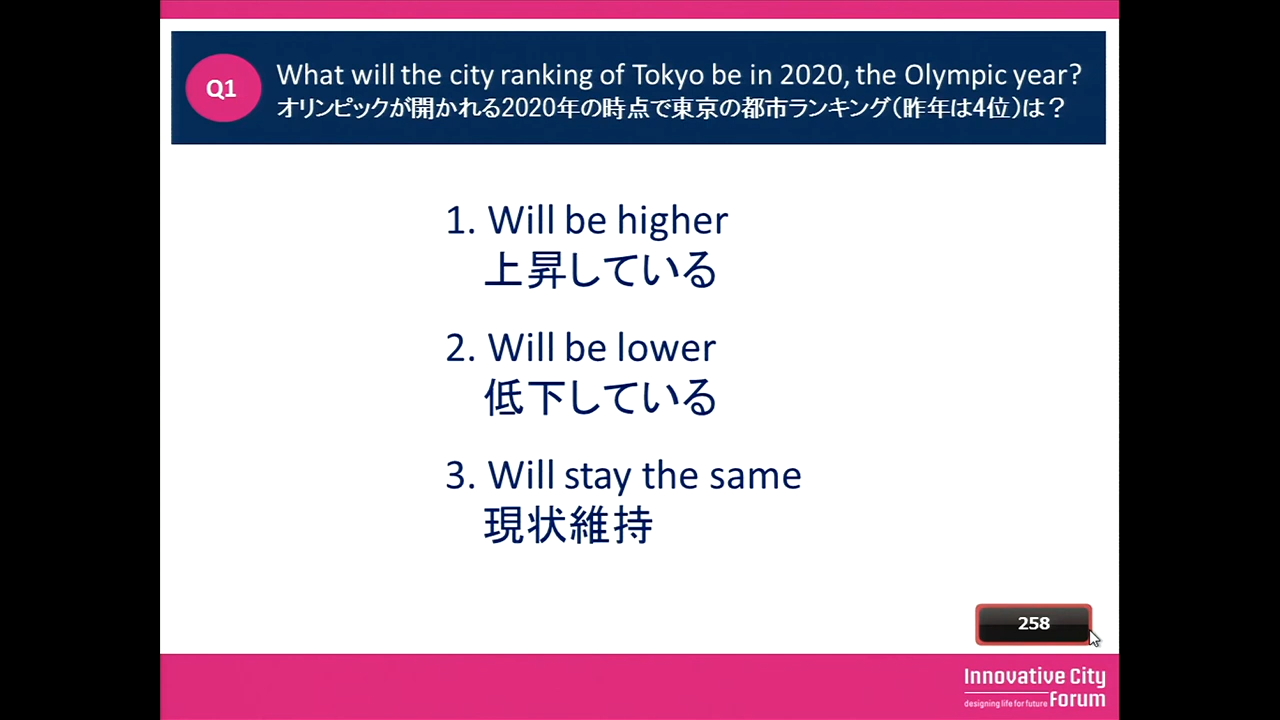 Q1
What will the city ranking of Tokyo be in 2020, the Olympic year?
オリンピックが開かれる2020年の時点で東京の都市ランキング(昨年は4位)は？
1. Will be higher
上昇している
2. Will be lower
低下している
3. Will stay the same
現状維持
258
Innovative City
designing life for future Forum